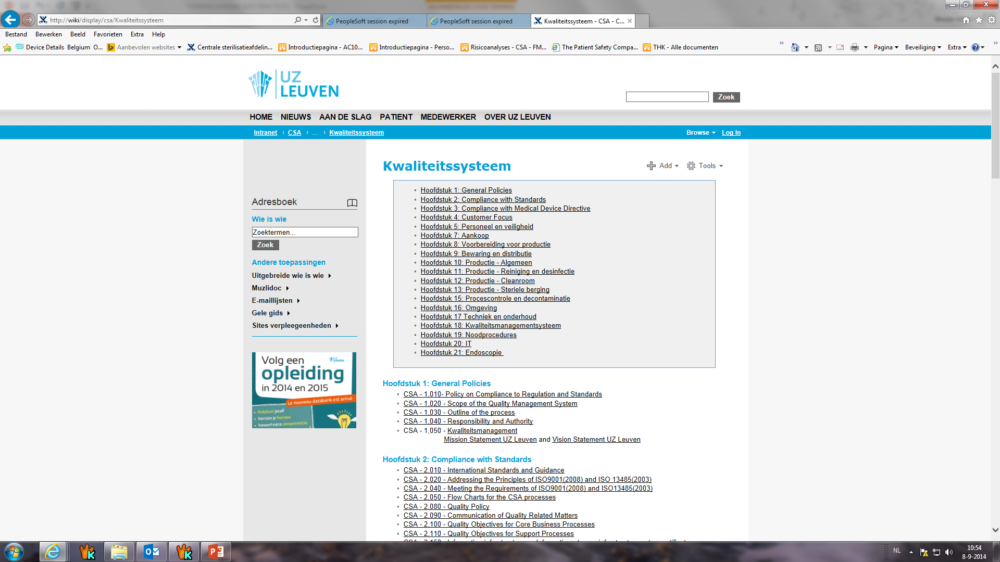 http://wiki/display/csa/Kwaliteitssysteem
PeopleSoft session expired
PeopleSoft session expired
Kwaliteitssysteem - CSA - C...
Bestand Bewerken Beeld Favorieten Extra Help
Device Details Belgium O...
Aanbevolen websites
Centrale sterilisatieafdelin...
Introductiepagina - AC10...
Introductiepagina - Perso...
Risicoanalyses - CSA - FM...
The Patient Safety Compa...
THK - Alle documenten
Pagina Beveiliging Extra
UZ
LEUVEN
Zoek
HOME NIEUWS AAN DE SLAG PATIENT MEDEWERKER OVER UZ LEUVEN
Intranet › CSA › ... › Kwaliteitssysteem
Browse Log In
Adresboek
Wie is wie
Zoektermen...
Zoek
Andere toepassingen
Uitgebreide wie is wie
Muzlidoc
E-maillijsten
Gele gids
Sites verpleegeenheden
Volg een
UZ LEUVEN
opleiding
in 2014 en 2015
Le nouveau databank est arrivé
• Ontplooi jezelf
• Verruim je horizon
• Verwerf extra competenties
Kwaliteitssysteem
Add Tools
Hoofdstuk 1: General Policies
Hoofdstuk 2: Compliance with Standards
Hoofdstuk 3: Compliance with Medical Device Directive
Hoofdstuk 4: Customer Focus
Hoofdstuk 5: Personeel en veiligheid
Hoofdstuk 7: Aankoop
Hoofdstuk 8: Voorbereiding voor productie
Hoofdstuk 9: Bewaring en distributie
Hoofdstuk 10: Productie - Algemeen
Hoofdstuk 11: Productie - Reiniging en desinfectie
Hoofdstuk 12: Productie - Cleanroom
Hoofdstuk 13: Productie - Steriele berging
Hoofdstuk 15: Procescontrole en decontaminatie
Hoofdstuk 16: Omgeving
Hoofdstuk 17 Techniek en onderhoud
Hoofdstuk 18: Kwaliteitsmanagementsysteem
Hoofdstuk 19: Noodprocedures
Hoofdstuk 20: IT
Hoofdstuk 21: Endoscopie
Hoofdstuk 1: General Policies
CSA - 1,010- Policy on Compliance to Regulation and Standards
CSA - 1,020 - Scope of the Quality Management System
CSA - 1,030 - Outline of the process
CSA - 1,040 - Responsibility and Authority
CSA - 1,050 - Kwaliteitsmanagement
Mission Statement UZ Leuven and Vision Statement UZ Leuven
Hoofdstuk 2: Compliance with Standards
CSA - 2,010 - International Standards and Guidance
CSA - 2,020 - Addressing the Principles of ISO9001(2008) and ISO 13485(2003)
CSA - 2,040 - Meeting the Requirements of ISO9001(2008) and ISO13485(2003)
CSA - 2,050 - Flow Charts for the CSA processes
CSA - 2,080 - Quality Policy
CSA - 2,090 - Communication of Quality Related Matters
CSA - 2,100 - Quality Objectives for Core Business Processes
CSA - 2,110 - Quality Objectives for Support Processes
NL
10:54
8-9-2014